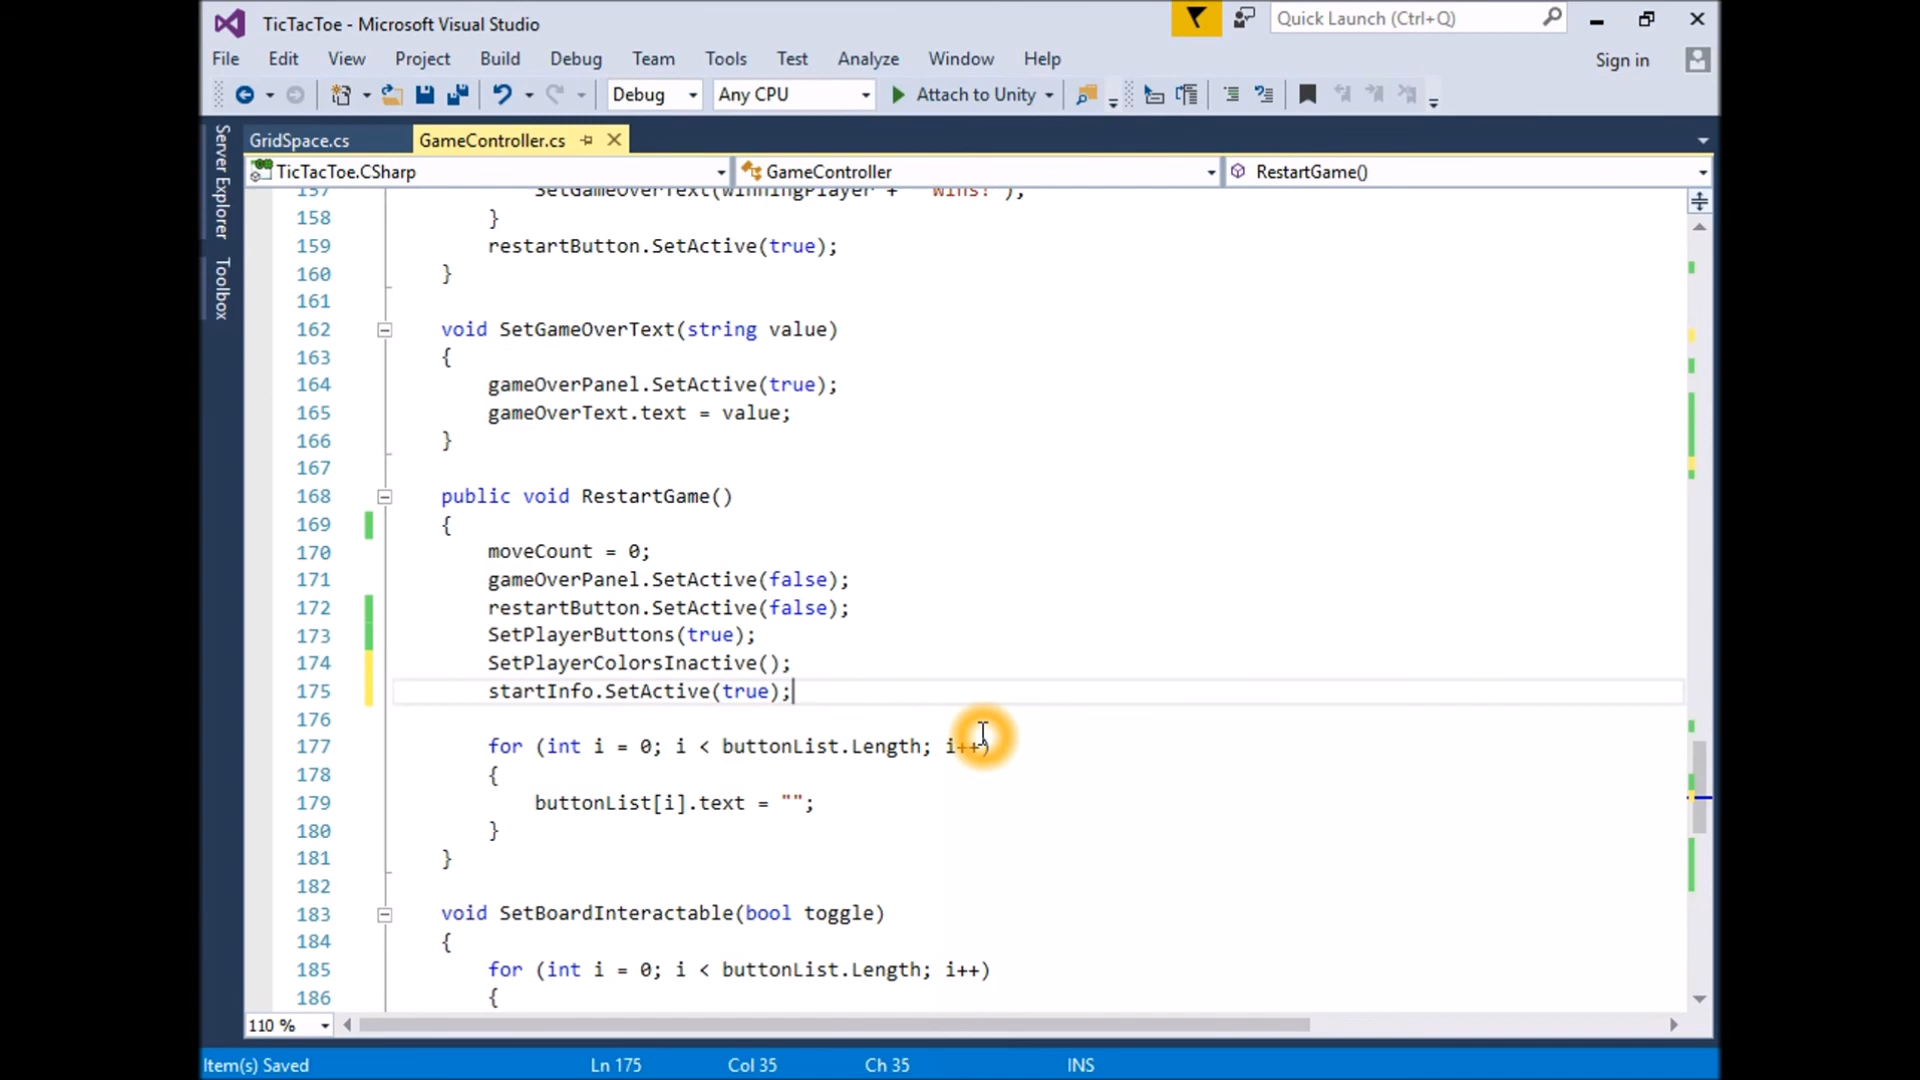 TicTacToe - Microsoft Visual Studio
Quick Launch (Ctrl+Q)
File Edit View Project Build Debug Team Tools Test Analyze Window Help
Sign in
Debug Any CPU Attach to Unity
Server Explorer
Toolbox
GridSpace.cs GameController.cs
TicTacToe.CSharp GameController RestartGame()
157 SetGameOverText(winningPlayer + " Wins!");
158 }
159 restartButton.SetActive(true);
160 }
161
162 void SetGameOverText(string value)
163 {
164 gameOverPanel.SetActive(true);
165 gameOverText.text = value;
166 }
167
168 public void RestartGame()
169 {
170 moveCount = 0;
171 gameOverPanel.SetActive(false);
172 restartButton.SetActive(false);
173 SetPlayerButtons(true);
174 SetPlayerColorsInactive();
175 startInfo.SetActive(true);
176
177 for (int i = 0; i < buttonList.Length; i++)
178 {
179 buttonList[i].text = "";
180 }
181 }
182
183 void SetBoardInteractable(bool toggle)
184 {
185 for (int i = 0; i < buttonList.Length; i++)
186 {
110 %
Item(s) Saved Ln 175 Col 35 Ch 35 INS